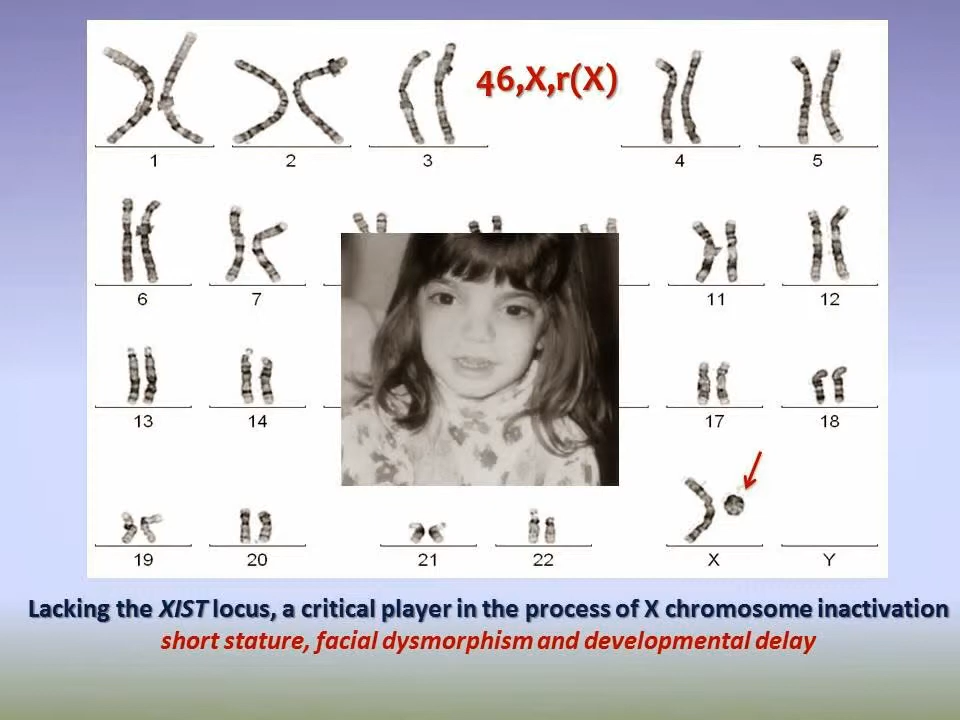 46,X,r(X)
1 2 3 4 5
6 7 11 12
13 14 17 18
19 20 21 22 X Y
Lacking the XIST locus, a critical player in the process of X chromosome inactivation
short stature, facial dysmorphism and developmental delay